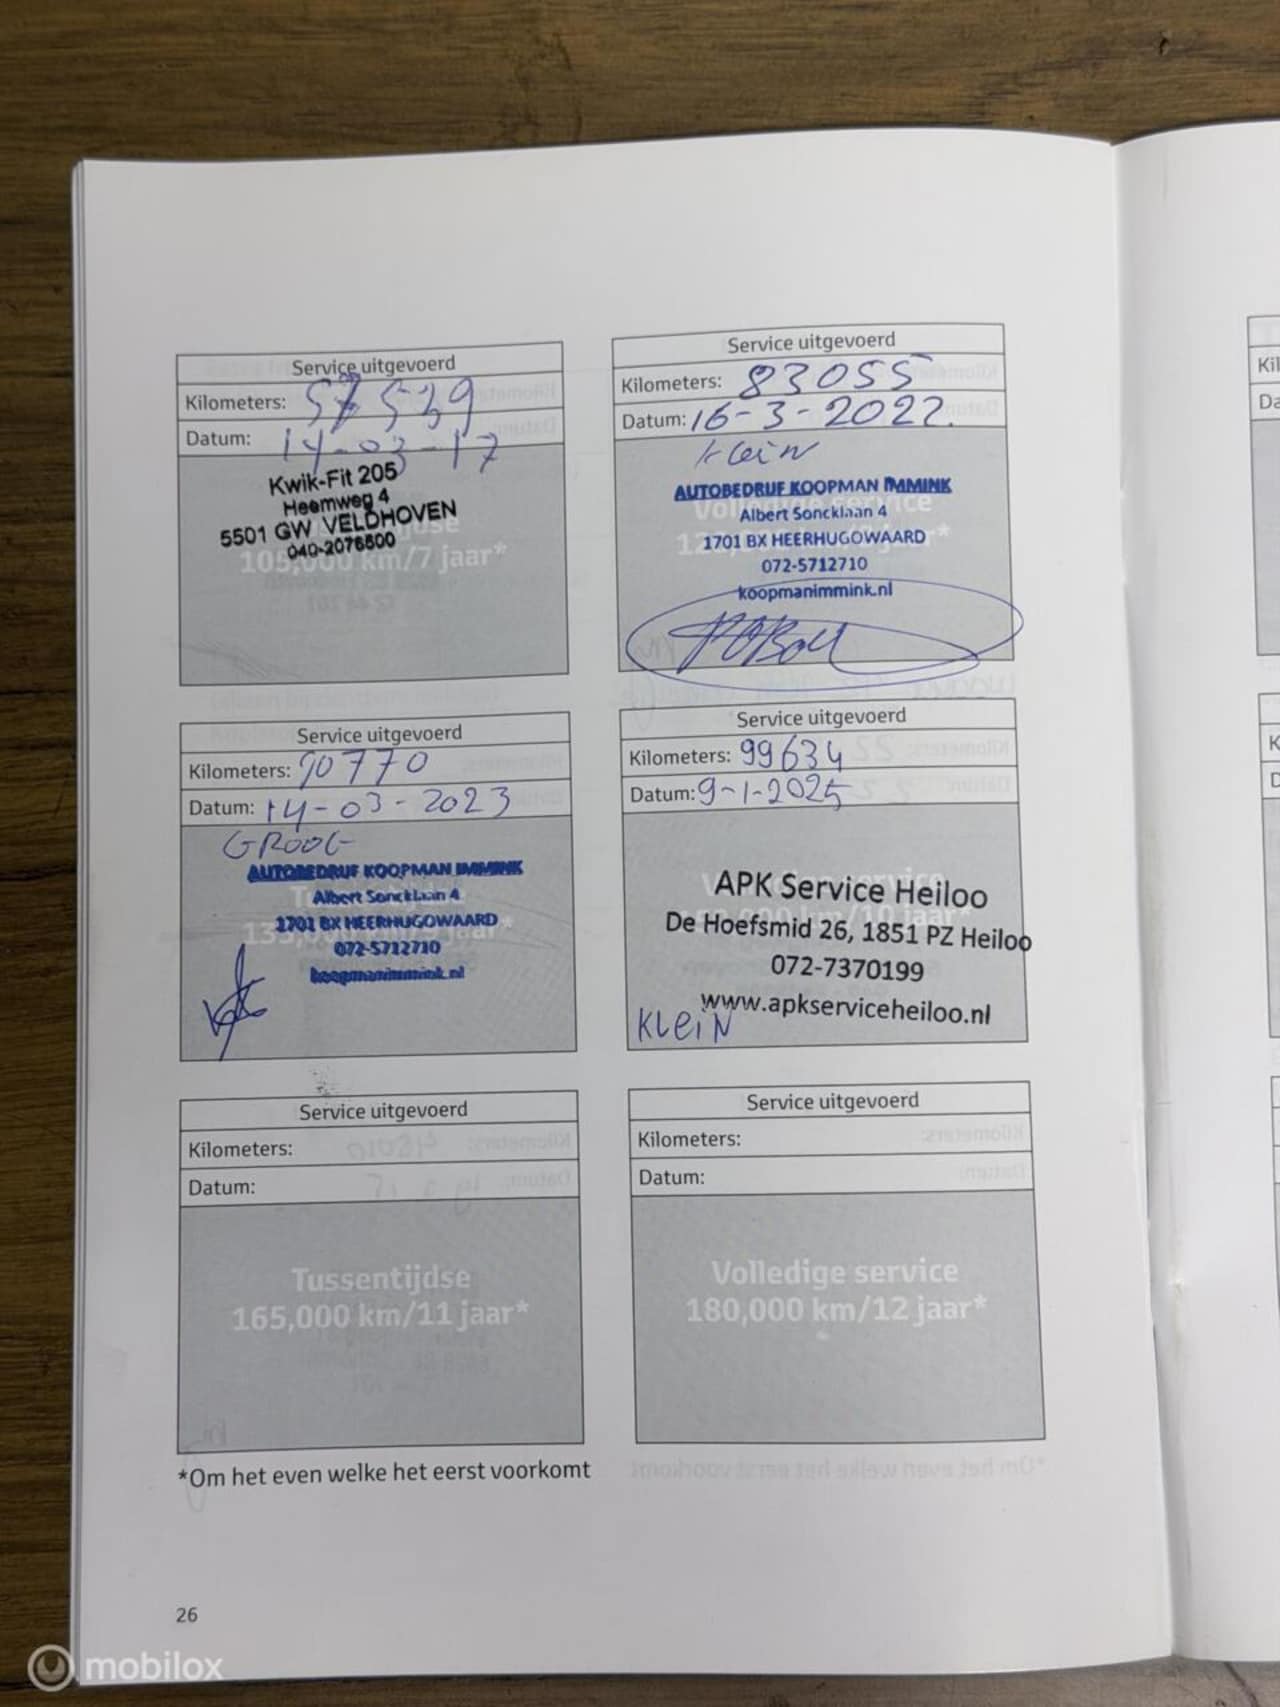 Service uitgevoerd
Kilometers: 57539
Datum: 14-03-17
Kwik-Fit 205
Heemweg 4
5501 GW VELDHOVEN
040-2076800
105,000 km/7 jaar*
Service uitgevoerd
Kilometers: 83055
Datum: 16-3-2022.
klein
AUTOBEDRIJF KOOPMAN IMMINK
Volledige service
Albert Soncklaan 4
1701 BX HEERHUGOWAARD
072-5712710
koopmanimmink.nl
Service uitgevoerd
Kilometers: 90770
Datum: 14-03-2023
GROOT
AUTOBEDRIJF KOOPMAN IMMINK
Albert Soncklaan 4
1701 BX HEERHUGOWAARD
072-5712710
koopmanimmink.nl
Service uitgevoerd
Kilometers: 99634
Datum: 9-1-2025
APK Service Heiloo
De Hoefsmid 26, 1851 PZ Heiloo
072-7370199
www.apkserviceheiloo.nl
KLeiN
Service uitgevoerd
Kilometers:
Datum:
Tussentijdse
165,000 km/11 jaar*
Service uitgevoerd
Kilometers:
Datum:
Volledige service
180,000 km/12 jaar*
*Om het even welke het eerst voorkomt
26
mobilox